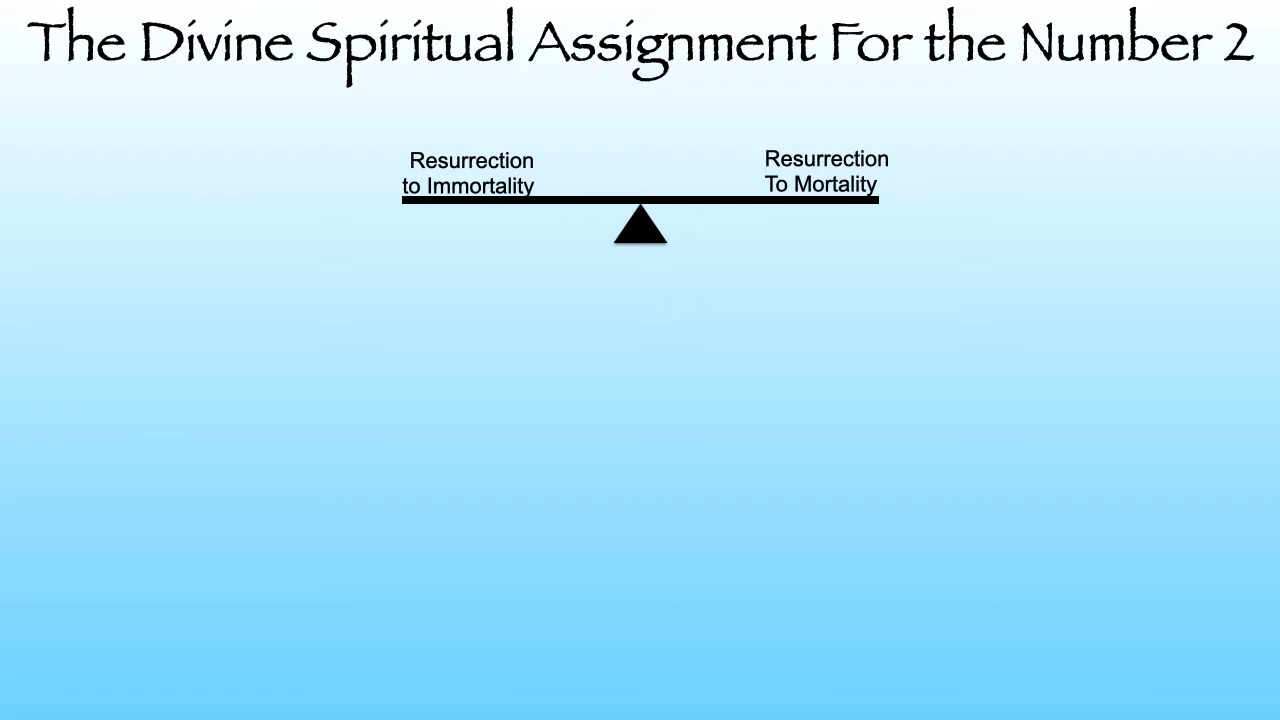 The Divine Spiritual Assignment For the Number 2
Resurrection
to Immortality
Resurrection
To Mortality